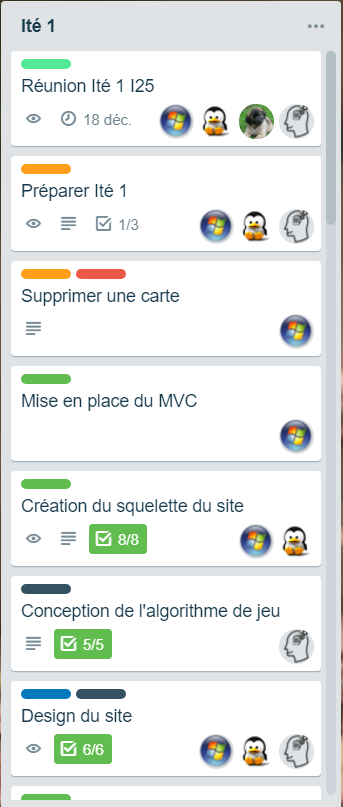 Ité 1
Réunion Ité 1 I25
18 déc.
Préparer Ité 1
1/3
Supprimer une carte
Mise en place du MVC
Création du squelette du site
8/8
Conception de l'algorithme de jeu
5/5
Design du site
6/6